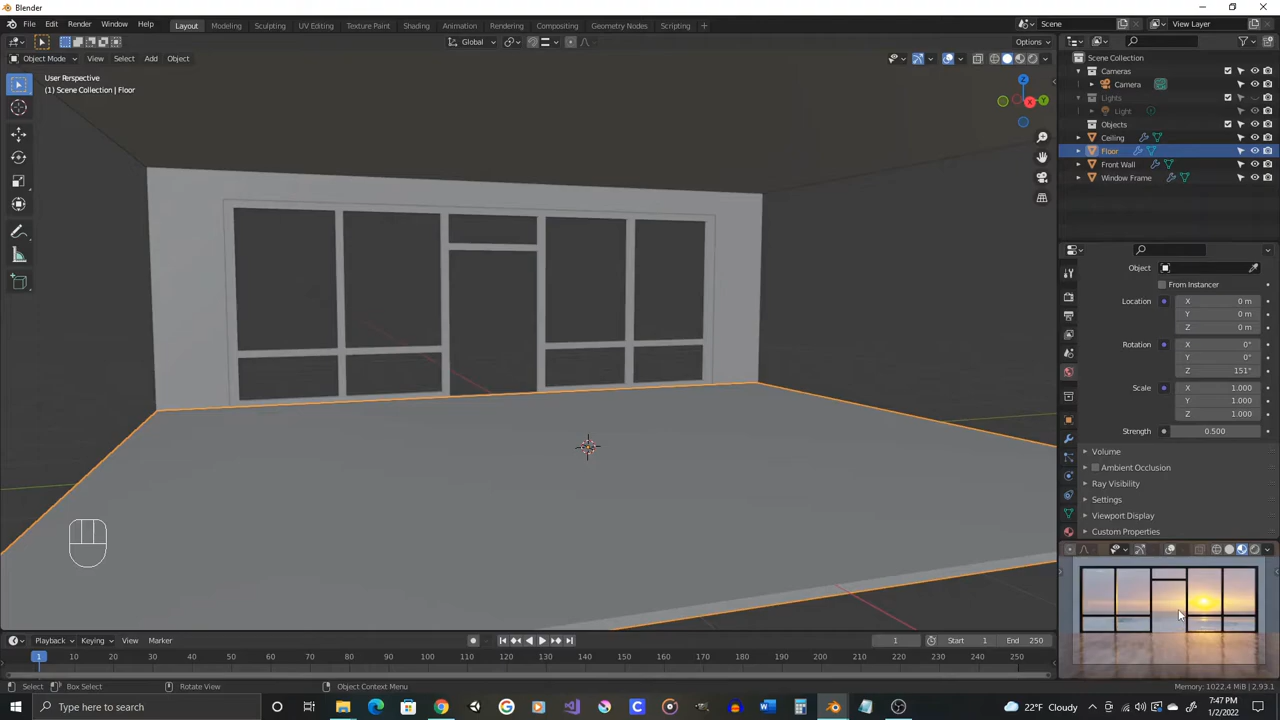 Blender
File Edit Render Window Help
Layout Modeling Sculpting UV Editing Texture Paint Shading Animation Rendering Compositing Geometry Nodes Scripting +
Scene View Layer
Global Options
Object Mode View Select Add Object
User Perspective
(1) Scene Collection | Floor
Z
X
Y
Scene Collection
Cameras
Camera
Lights
Light
Objects
Ceiling
Floor
Front Wall
Window Frame
Object
From Instancer
Location X 0 m
Y 0 m
Z 0 m
Rotation X 0°
Y 0°
Z 151°
Scale X 1.000
Y 1.000
Z 1.000
Strength 0.500
Volume
Ambient Occlusion
Ray Visibility
Settings
Viewport Display
Custom Properties
Playback Keying View Marker 1 Start 1 End 250
1 10 20 30 40 50 60 70 80 90 100 110 120 130 140 150 160 170 180 190 200 210 220 230 240 250
Select Box Select Rotate View Object Context Menu Memory: 1022.4 MiB | 2.93.1
Type here to search
22°F Cloudy
7:47 PM
1/2/2022